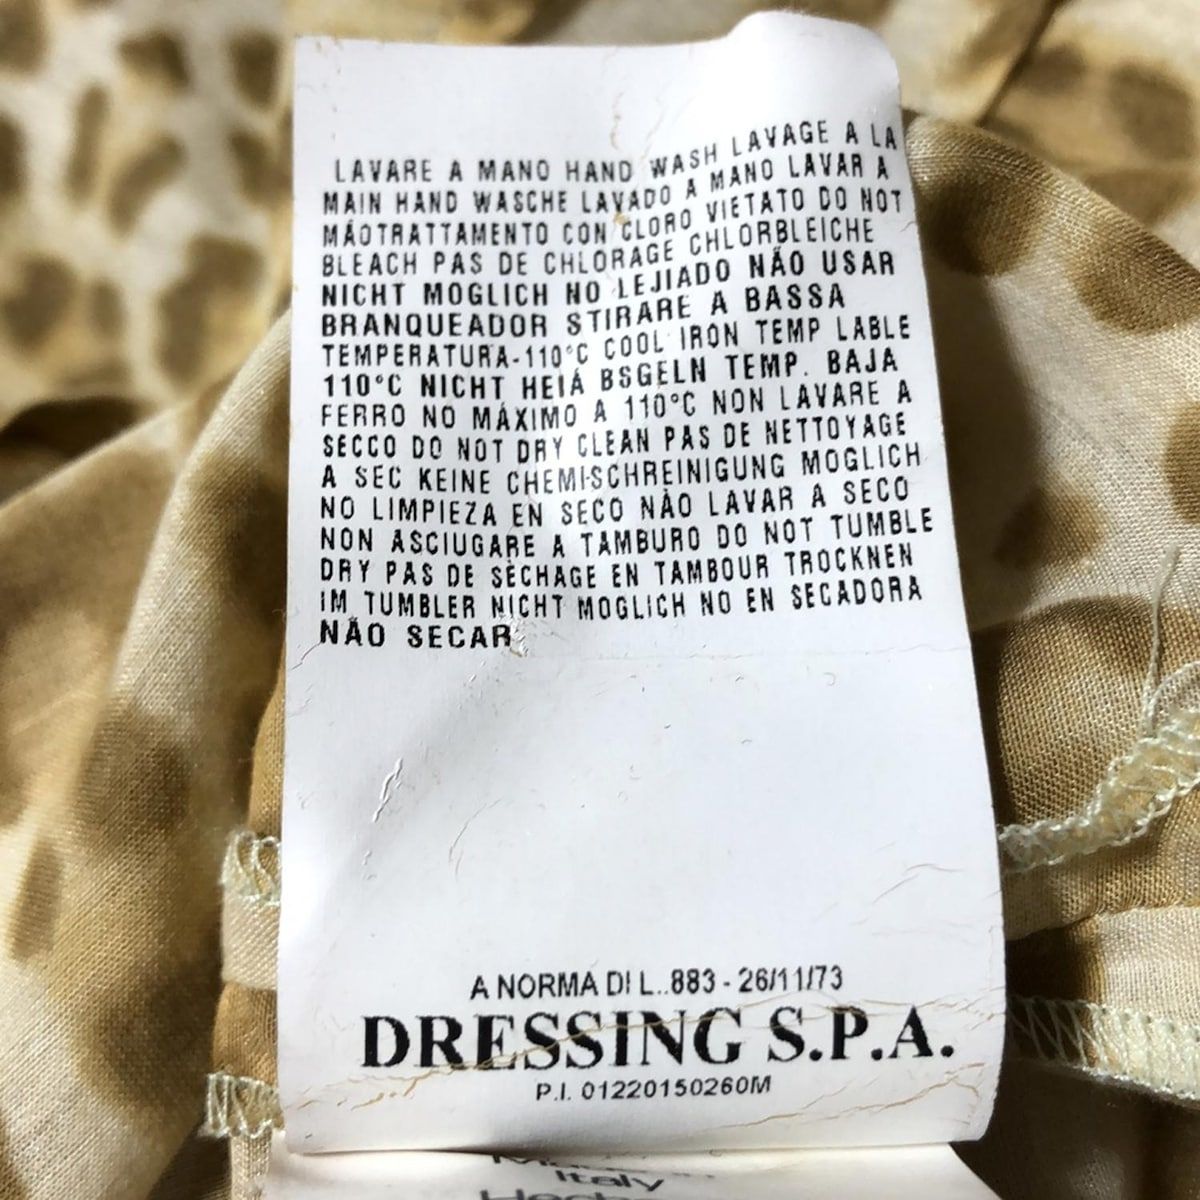 LAVARE A MANO HAND WASH LAVAGE A LA
MAIN HAND WASCHE LAVADO A MANO LAVAR A
MÁOTRATTAMENTO CON CLORO VIETATO DO NOT
BLEACH PAS DE CHLORAGE CHLORBLEICHE
NICHT MOGLICH NO LEJIADO NÃO USAR
BRANQUEADOR STIRARE A BASSA
TEMPERATURA-110°C COOL IRON TEMP LABLE
110°C NICHT HEIÁ BSGELN TEMP. BAJA
FERRO NO MÁXIMO A 110°C NON LAVARE A
SECCO DO NOT DRY CLEAN PAS DE NETTOYAGE
A SEC KEINE CHEMISCHREINIGUNG MOGLICH
NO LIMPIEZA EN SECO NÀO LAVAR A SECO
NON ASCIUGARE A TAMBURO DO NOT TUMBLE
DRY PAS DE SÈCHAGE EN TAMBOUR TROCKNEN
IM TUMBLER NICHT MOGLICH NO EN SECADORA
NÃO SECAR
A NORMA DI L..883 - 26/11/73
DRESSING S.P.A.
P.I. 01220150260M
Italy